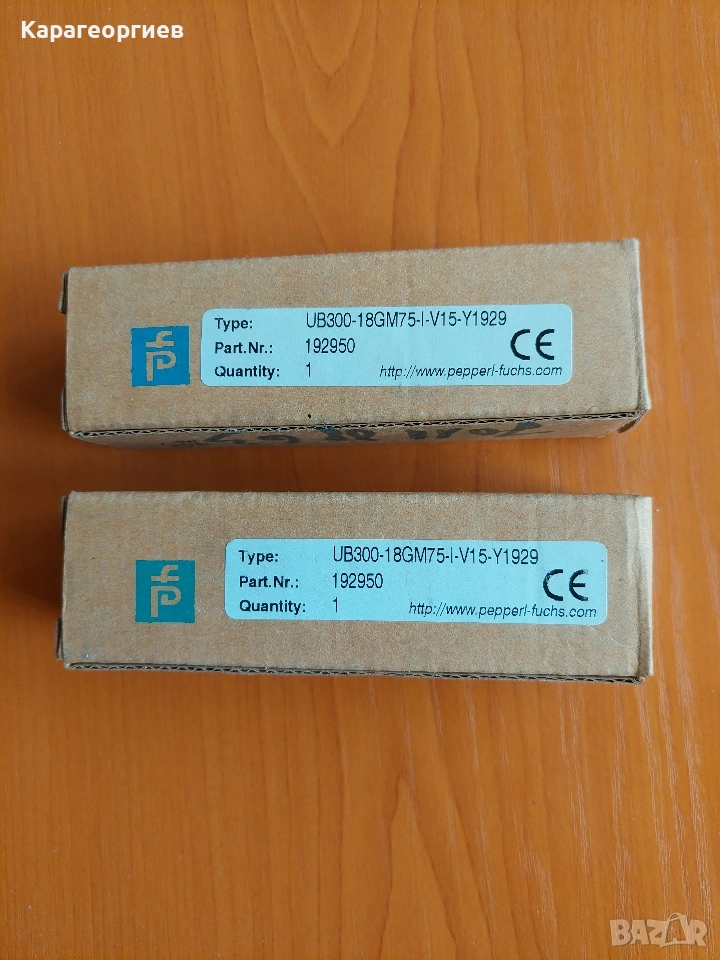 Карагеоргиев
Type: UB300-18GM75-I-V15-Y1929
Part.Nr.: 192950
Quantity: 1
CE
http://www.pepperl-fuchs.com
Type: UB300-18GM75-I-V15-Y1929
Part.Nr.: 192950
Quantity: 1
CE
http://www.pepperl-fuchs.com
BAZAR